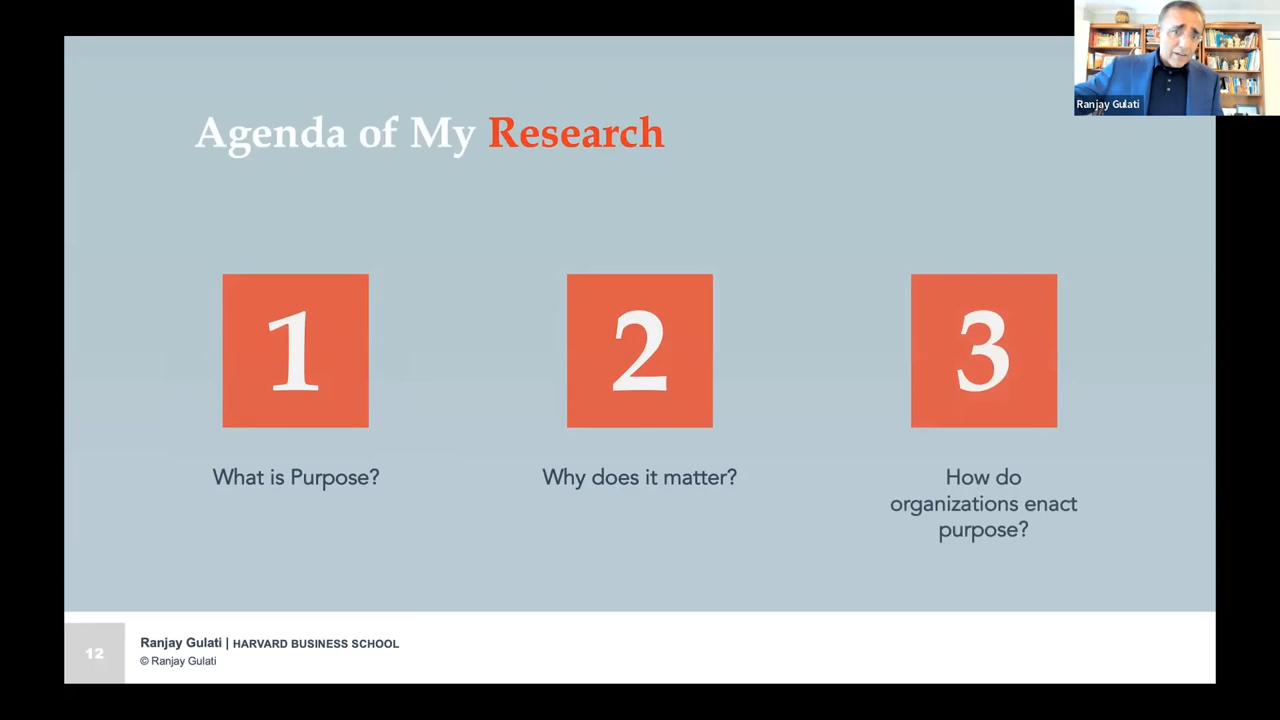 Ranjay Gulati
Agenda of My Research
1
2
3
What is Purpose?
Why does it matter?
How do
organizations enact
purpose?
12
Ranjay Gulati | HARVARD BUSINESS SCHOOL
© Ranjay Gulati